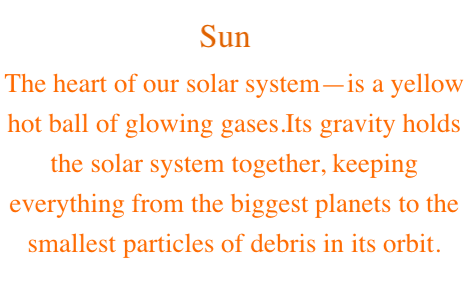 Sun
The heart of our solar system—is a yellow
hot ball of glowing gases.Its gravity holds
the solar system together, keeping
everything from the biggest planets to the
smallest particles of debris in its orbit.